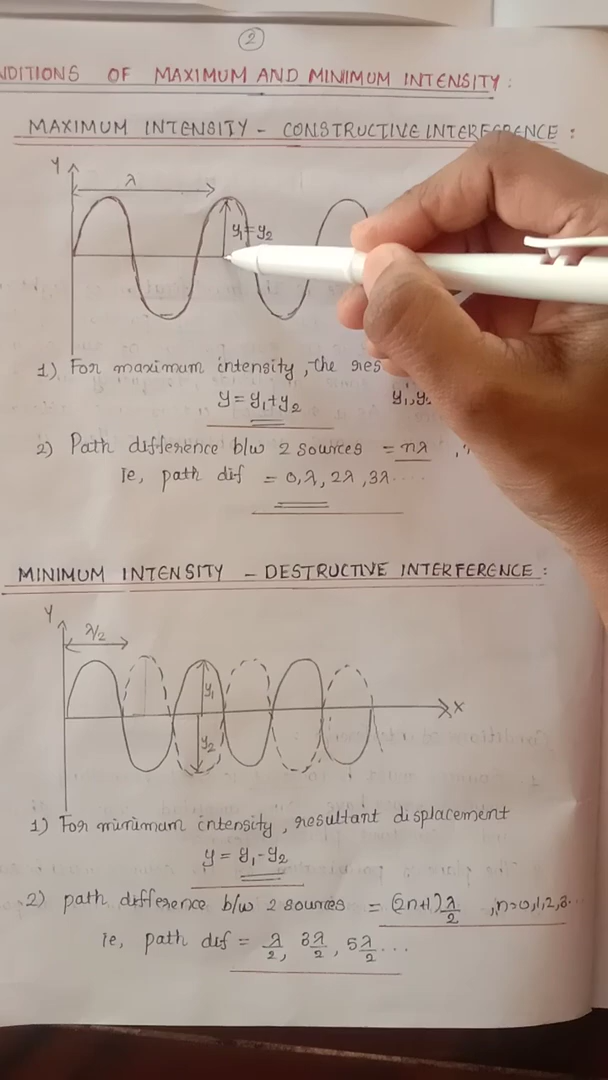 2
NDITIONS OF MAXIMUM AND MINIMUM INTENSITY :
MAXIMUM INTENSITY - CONSTRUCTIVE INTERFERENCE :
Y
λ
y₁=y₂
1) For maximum intensity, the res
y = y₁+y₂ y₁,y₂
2) Path difference b/w 2 sources = nλ ,
Ie, path dif = 0,λ,2λ,3λ....
MINIMUM INTENSITY - DESTRUCTIVE INTERFERENCE :
Y
λ/2
y₁
X
y₂
1) For minimum intensity, resultant displacement
y = y₁-y₂
2) path difference b/w 2 sources = (2n+1)λ/2 ,n=0,1,2,3..
Ie, path dif = λ/2, 3λ/2, 5λ/2 ...